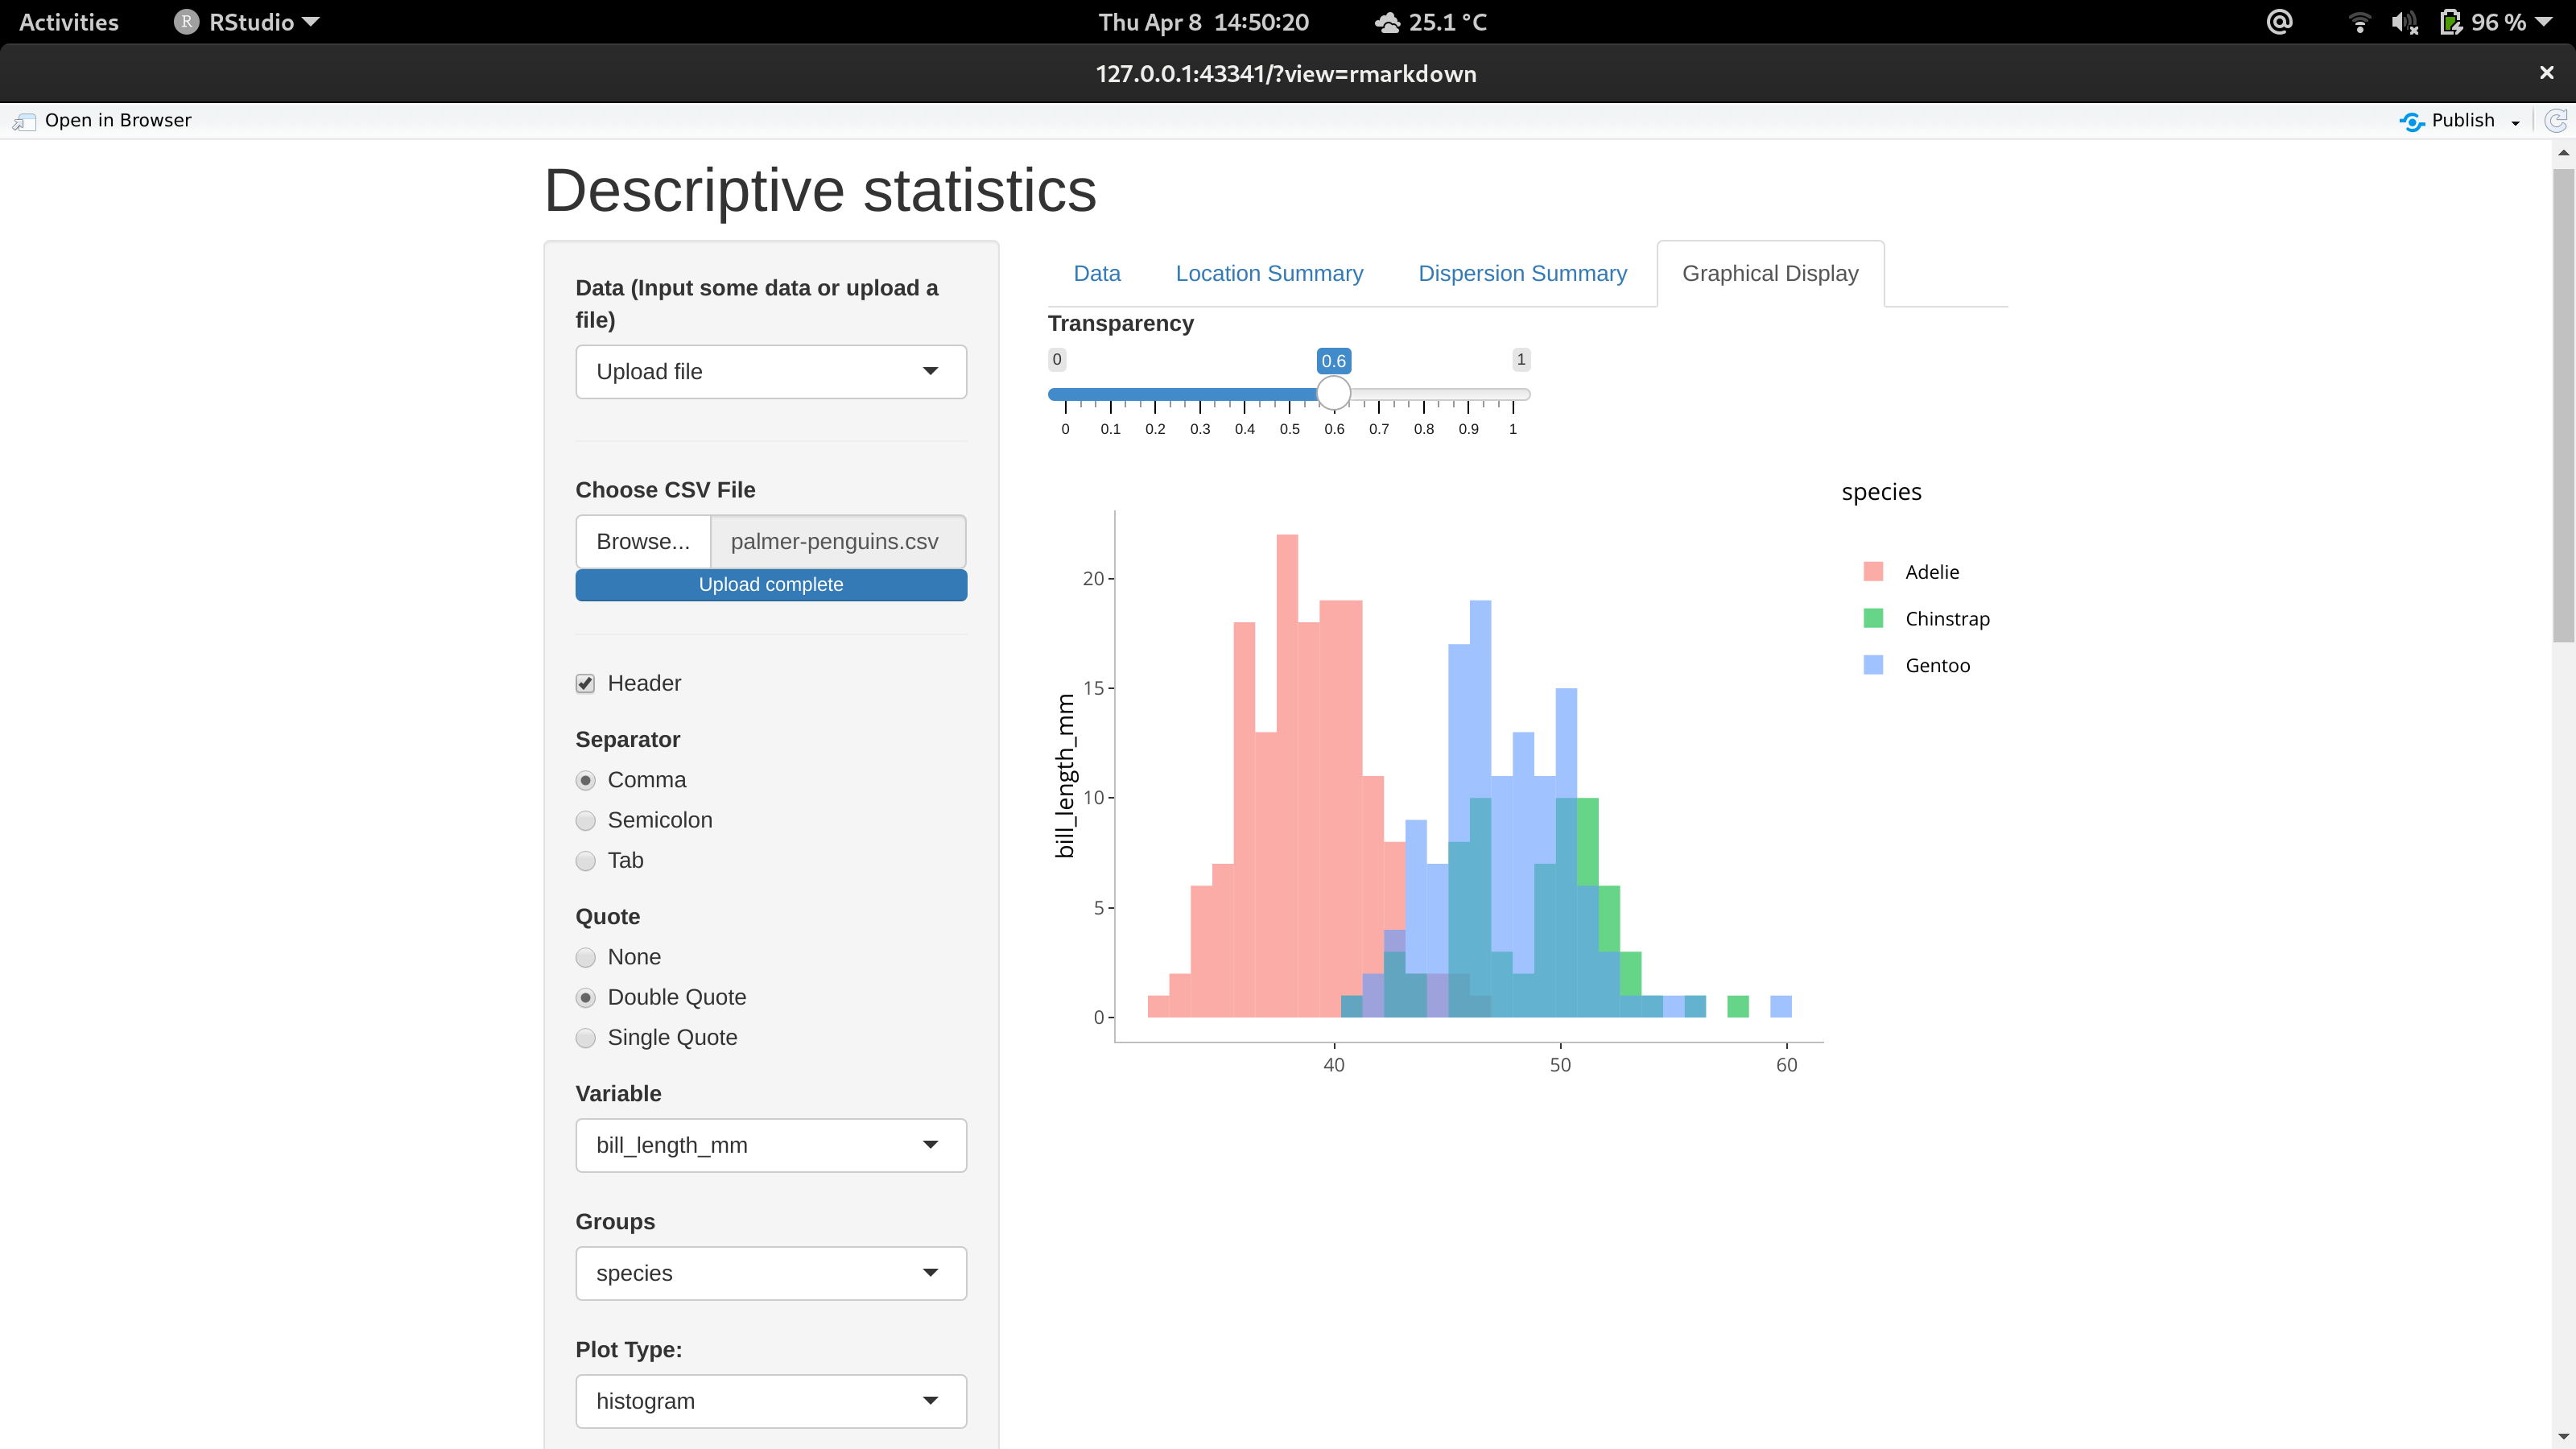 Activities RStudio Thu Apr 8 14:50:20 25.1 °C 96 %
127.0.0.1:43341/?view=rmarkdown
Open in Browser Publish
Descriptive statistics
Data (Input some data or upload a
file)
Upload file
Choose CSV File
Browse... palmer-penguins.csv
Upload complete
Header
Separator
Comma
Semicolon
Tab
Quote
None
Double Quote
Single Quote
Variable
bill_length_mm
Groups
species
Plot Type:
histogram
Data Location Summary Dispersion Summary Graphical Display
Transparency
0 0.6 1
0 0.1 0.2 0.3 0.4 0.5 0.6 0.7 0.8 0.9 1
species
Adelie
Chinstrap
Gentoo
bill_length_mm
20
15
10
5
0
40 50 60